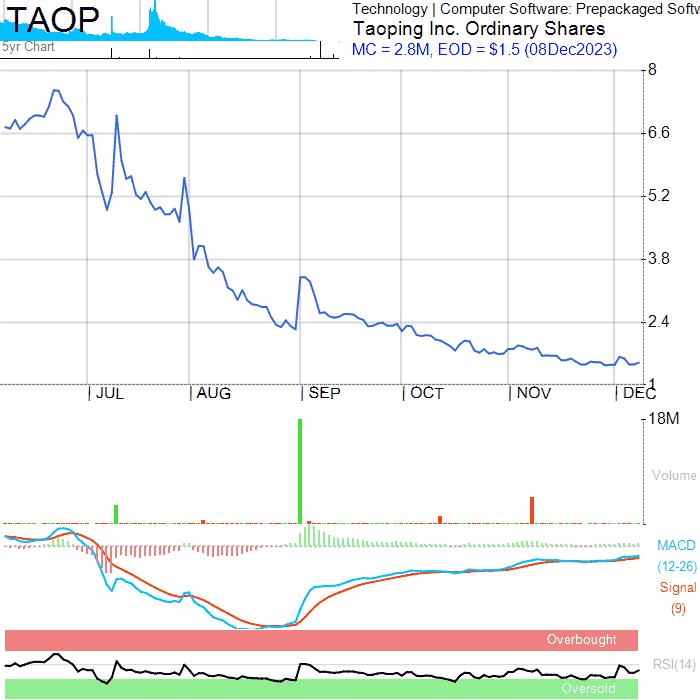 TAOP
5yr Chart
Technology | Computer Software: Prepackaged Softw
Taoping Inc. Ordinary Shares
MC = 2.8M, EOD = $1.5 (08Dec2023)
8
6.6
5.2
3.8
2.4
1
JUL
AUG
SEP
OCT
NOV
DEC
18M
Volume
MACD
(12-26)
Signal
(9)
Overbought
RSI(14)
Oversold